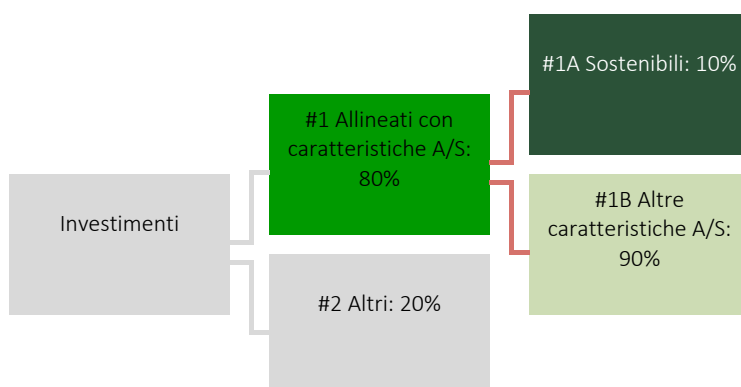 Investimenti
#1 Allineati con
caratteristiche A/S:
80%
#2 Altri: 20%
#1A Sostenibili: 10%
#1B Altre
caratteristiche A/S:
90%